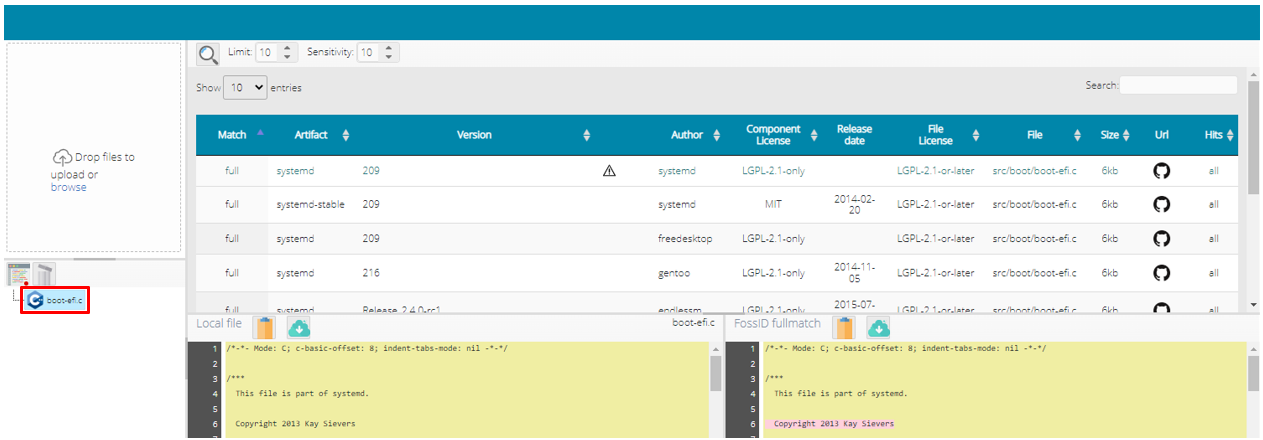 Limit: 10 Sensitivity: 10
Show 10 entries
Search:
Drop files to
upload or
browse
Match Artifact Version Author Component License Release date File License File Size Url Hits
full systemd 209 systemd LGPL-2.1-only LGPL-2.1-or-later src/boot/boot-efi.c 6kb all
full systemd-stable 209 systemd MIT 2014-02-20 LGPL-2.1-or-later src/boot/boot-efi.c 6kb all
full systemd 209 freedesktop LGPL-2.1-only LGPL-2.1-or-later src/boot/boot-efi.c 6kb all
full systemd 216 gentoo LGPL-2.1-only 2014-11-05 LGPL-2.1-or-later src/boot/boot-efi.c 6kb all
full systemd Release 2.4.0-rc1 endlessm LGPL-2.1-only 2015-07- LGPL-2.1-or-later src/boot/boot-efi.c 6kb all
boot-efi.c
Local file boot-efi.c
1 /*-*- Mode: C; c-basic-offset: 8; indent-tabs-mode: nil -*-*/
2
3 /***
4 This file is part of systemd.
5
6 Copyright 2013 Kay Sievers
FossID fullmatch
1 /*-*- Mode: C; c-basic-offset: 8; indent-tabs-mode: nil -*-*/
2
3 /***
4 This file is part of systemd.
5
6 Copyright 2013 Kay Sievers